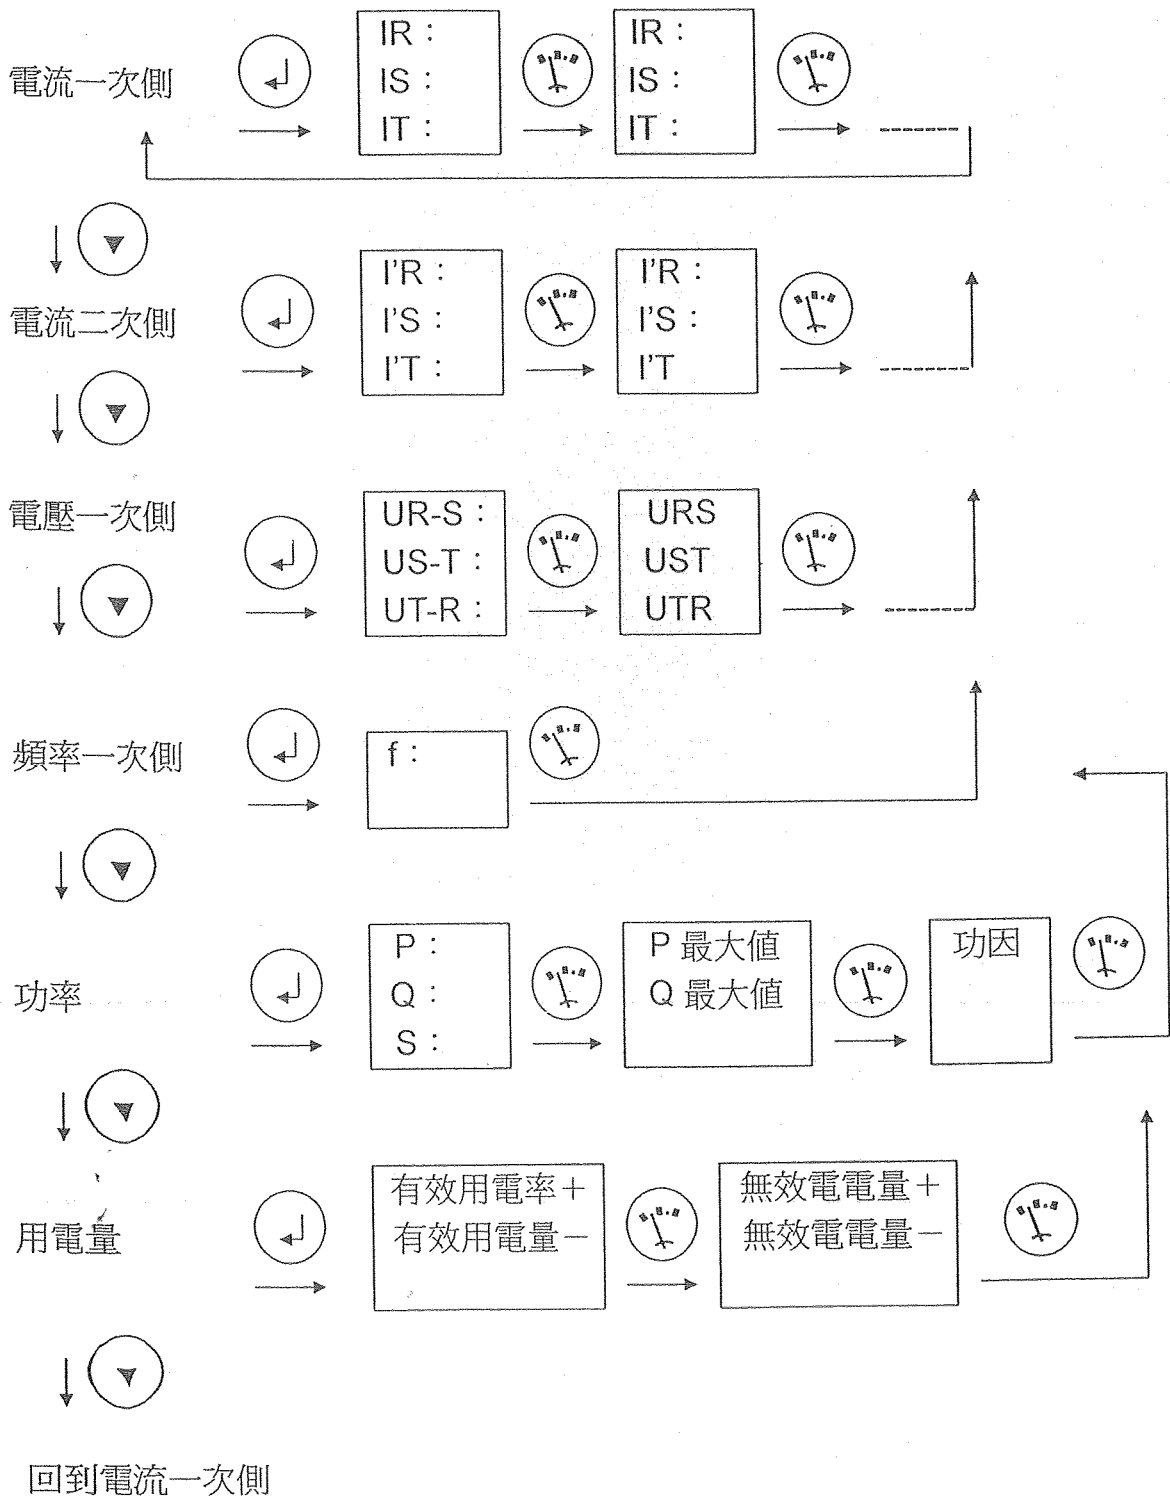 電流一次側
IR：
IS：
IT：
IR：
IS：
IT：
電流二次側
I'R：
I'S：
I'T：
I'R：
I'S：
I'T
電壓一次側
UR-S：
US-T：
UT-R：
URS
UST
UTR
頻率一次側
f：
功率
P：
Q：
S：
P 最大值
Q 最大值
功因
用電量
有效用電率＋
有效用電量－
無效電電量＋
無效電電量－
回到電流一次側